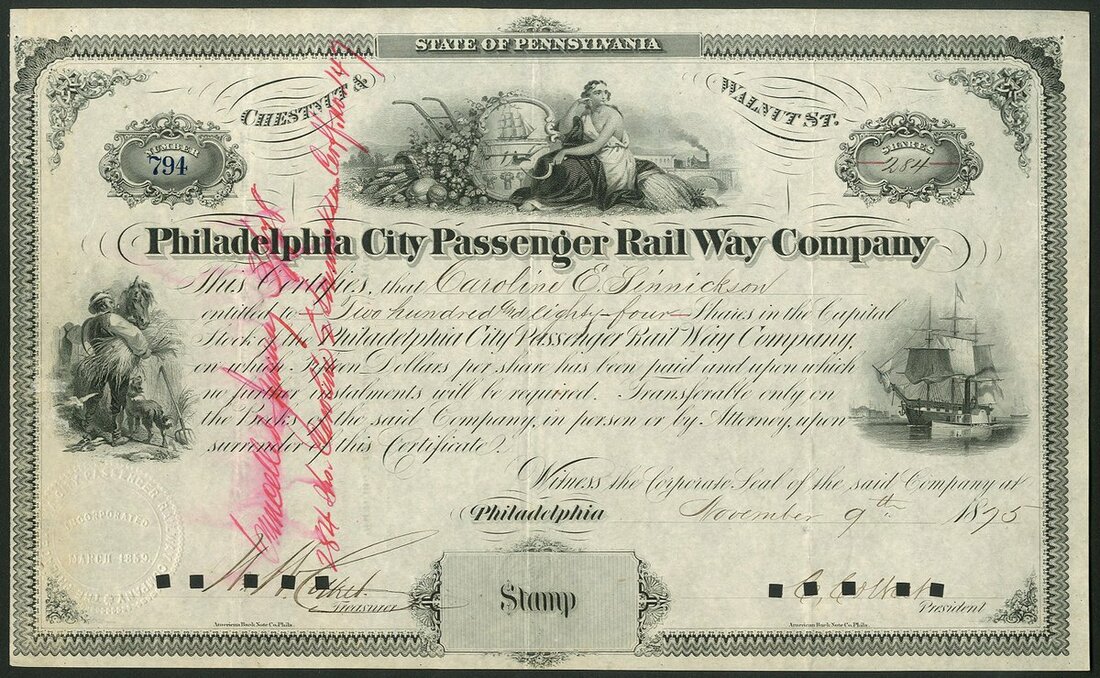 STATE OF PENNSYLVANIA
CHESTNUT &
WALNUT ST.
NUMBER
794
SHARES
284
Philadelphia City Passenger Rail Way Company
This Certifies, that Caroline E. Sinnickson
entitled to Two hundred and eighty-four Shares in the Capital
Stock of the Philadelphia City Passenger Rail Way Company,
on which Fifteen Dollars per share has been paid and upon which
no further instalments will be required. Transferable only on
the Books of the said Company, in person or by Attorney, upon
surrender of this Certificate.
Witness the Corporate Seal of the said Company at
Philadelphia November 9th 1875
INCORPORATED
MARCH 1859
Treasurer
Stamp
President
American Bank Note Co. Phila.
American Bank Note Co. Phila.
Cancelled
284 Shs Caroline E Sinnickson